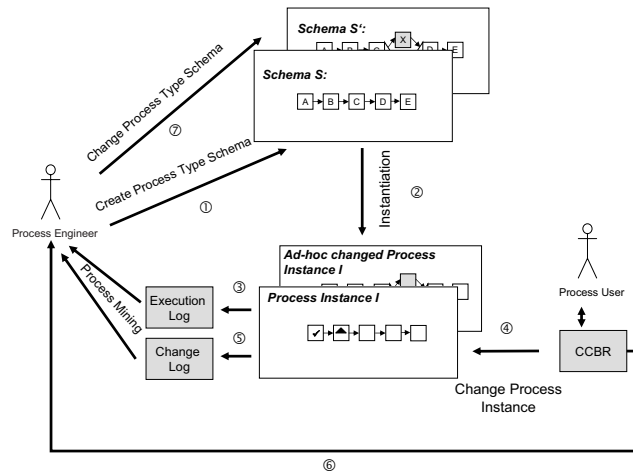 Schema S‘:
A B C X D E
Schema S:
A B C D E
Change Process Type Schema
⑦
Create Process Type Schema
①
Instantiation
②
Process Engineer
Process User
Ad-hoc changed Process
Instance I
Process Instance I
Process Mining
Execution
Log
③
Change
Log
⑤
④
CCBR
Change Process
Instance
⑥